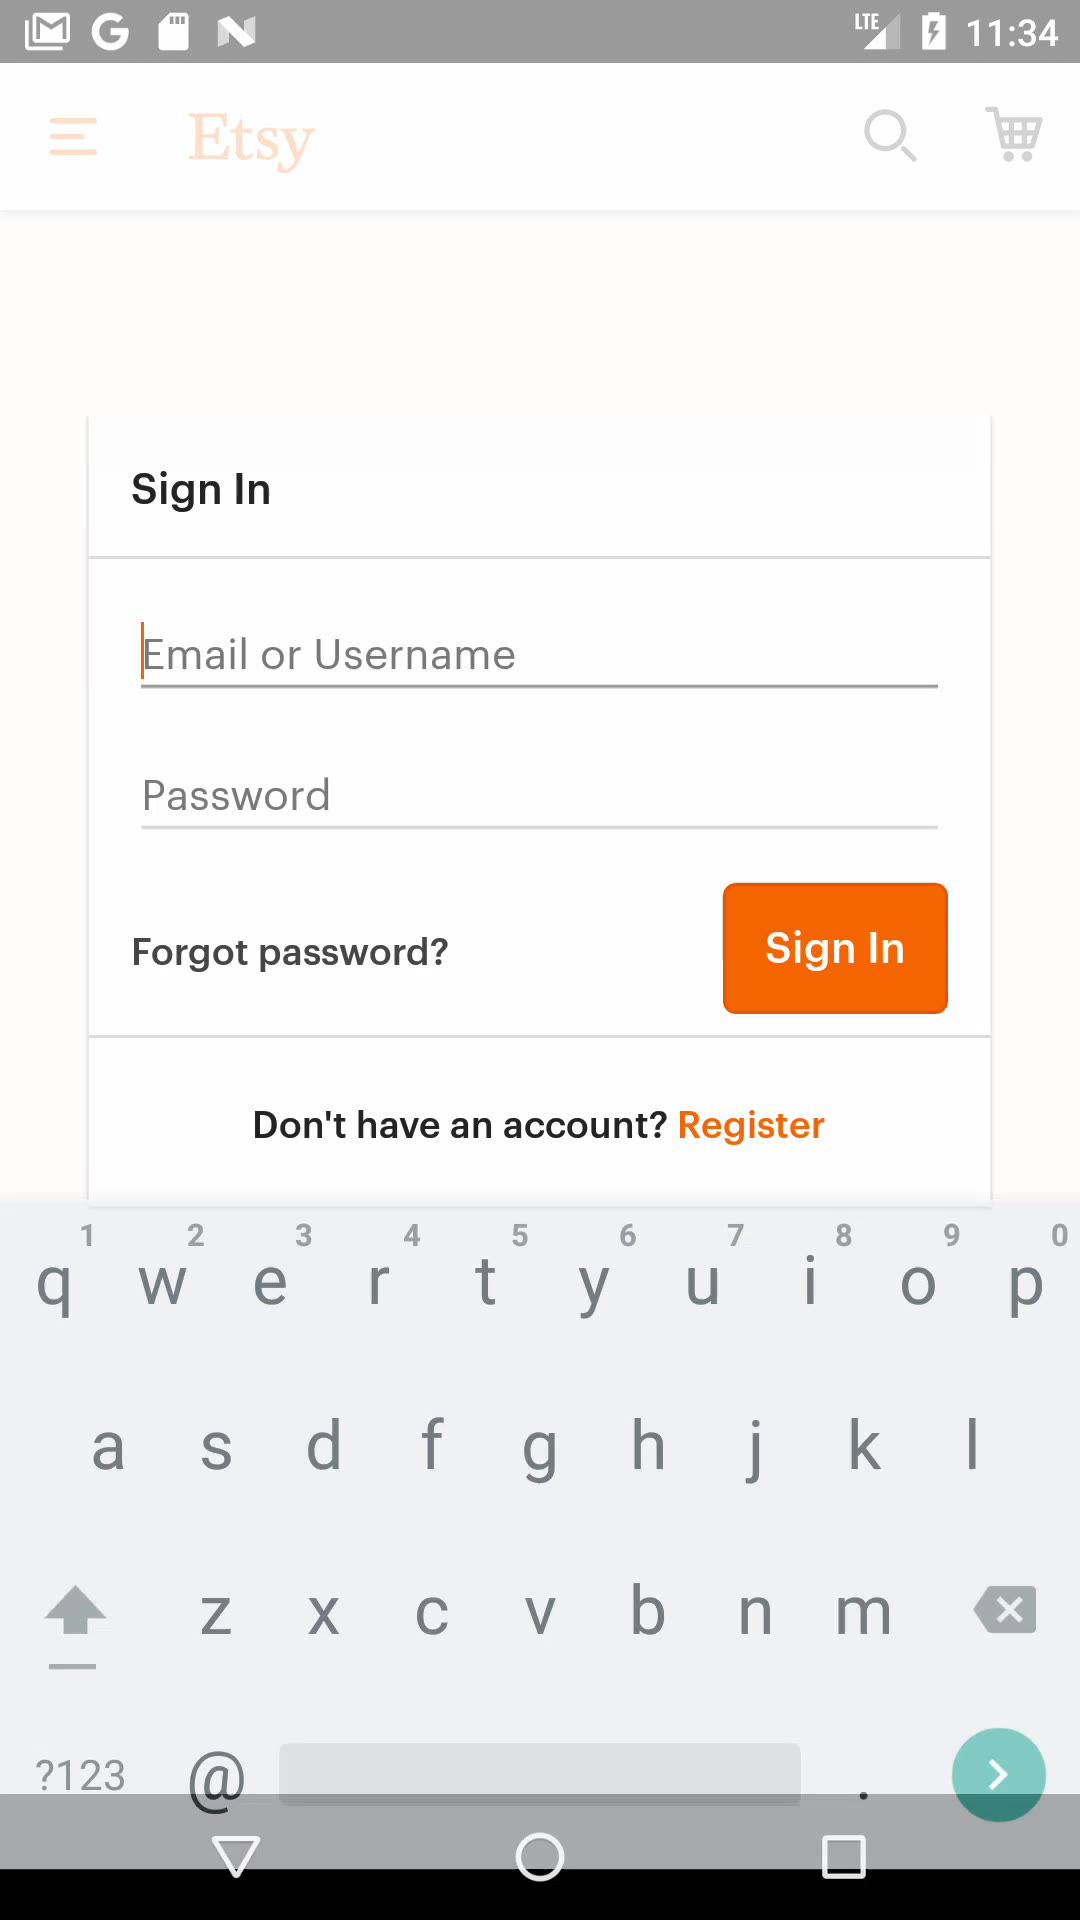 LTE 11:34
Etsy
Sign In
Email or Username
Password
Forgot password? Sign In
Don't have an account? Register
1 2 3 4 5 6 7 8 9 0
q w e r t y u i o p
a s d f g h j k l
z x c v b n m
?123 @ .